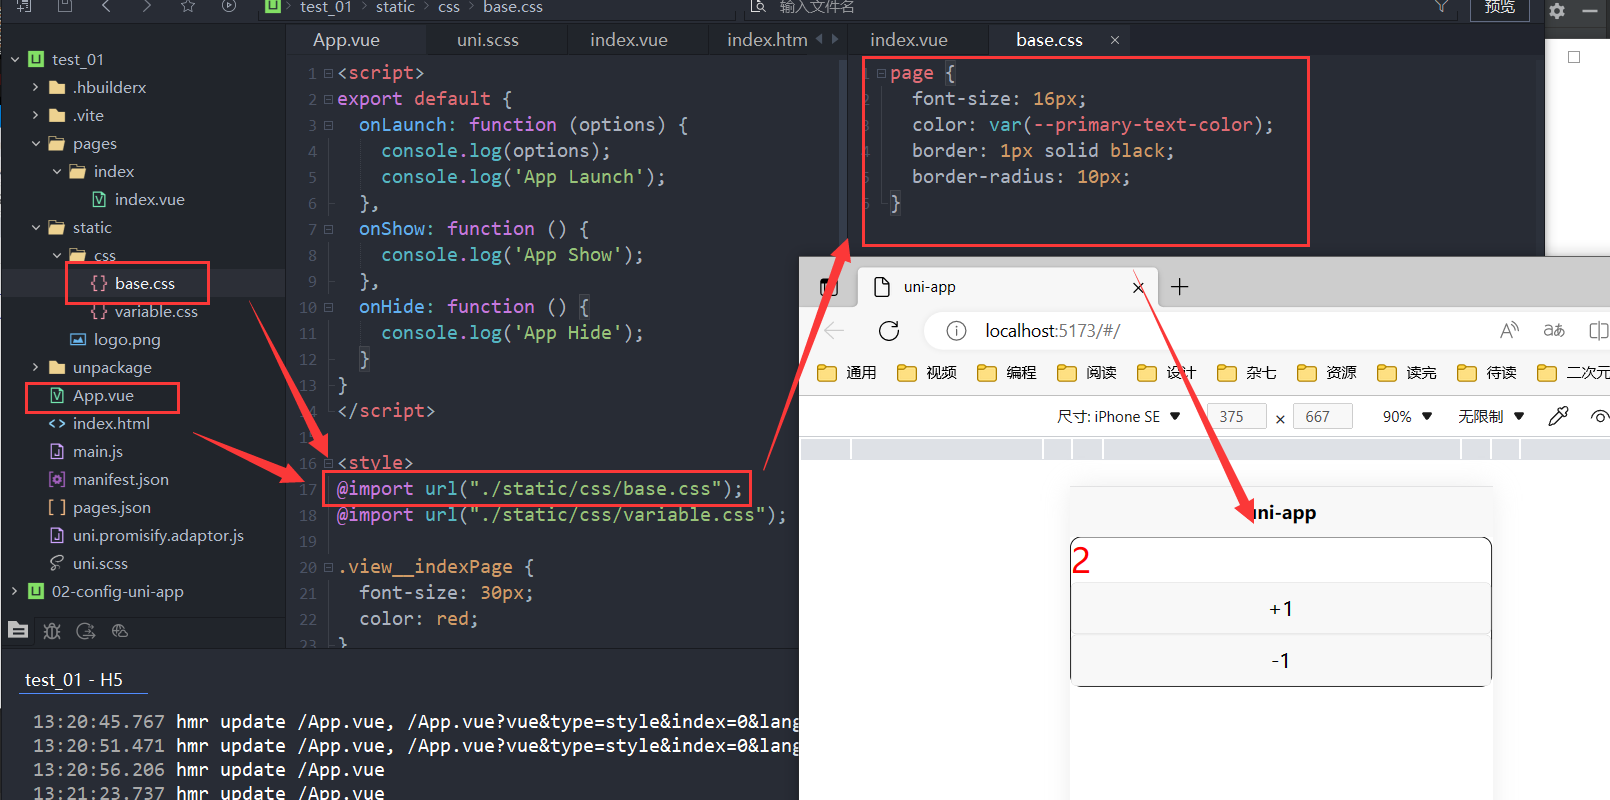 test_01 › static › css › base.css
输入文件名
预览
test_01
.hbuilderx
.vite
pages
index
index.vue
static
css
base.css
variable.css
logo.png
unpackage
App.vue
index.html
main.js
manifest.json
pages.json
uni.promisify.adaptor.js
uni.scss
02-config-uni-app
App.vue
uni.scss
index.vue
index.htm
1 <script>
2 export default {
3 onLaunch: function (options) {
4 console.log(options);
5 console.log('App Launch');
6 },
7 onShow: function () {
8 console.log('App Show');
9 },
10 onHide: function () {
11 console.log('App Hide');
12 }
13 }
14 </script>
16 <style>
17 @import url("./static/css/base.css");
18 @import url("./static/css/variable.css");
19
20 .view__indexPage {
21 font-size: 30px;
22 color: red;
23 }
index.vue
base.css ×
1 page {
2 font-size: 16px;
3 color: var(--primary-text-color);
4 border: 1px solid black;
5 border-radius: 10px;
6 }
uni-app
localhost:5173/#/
aあ
通用
视频
编程
阅读
设计
杂七
资源
读完
待读
二次元
尺寸: iPhone SE ▼ 375 × 667 90% ▼ 无限制 ▼
uni-app
2
+1
-1
test_01 - H5
13:20:45.767 hmr update /App.vue, /App.vue?vue&type=style&index=0&lang
13:20:51.471 hmr update /App.vue, /App.vue?vue&type=style&index=0&lang
13:20:56.206 hmr update /App.vue
13:21:23.737 hmr update /App.vue